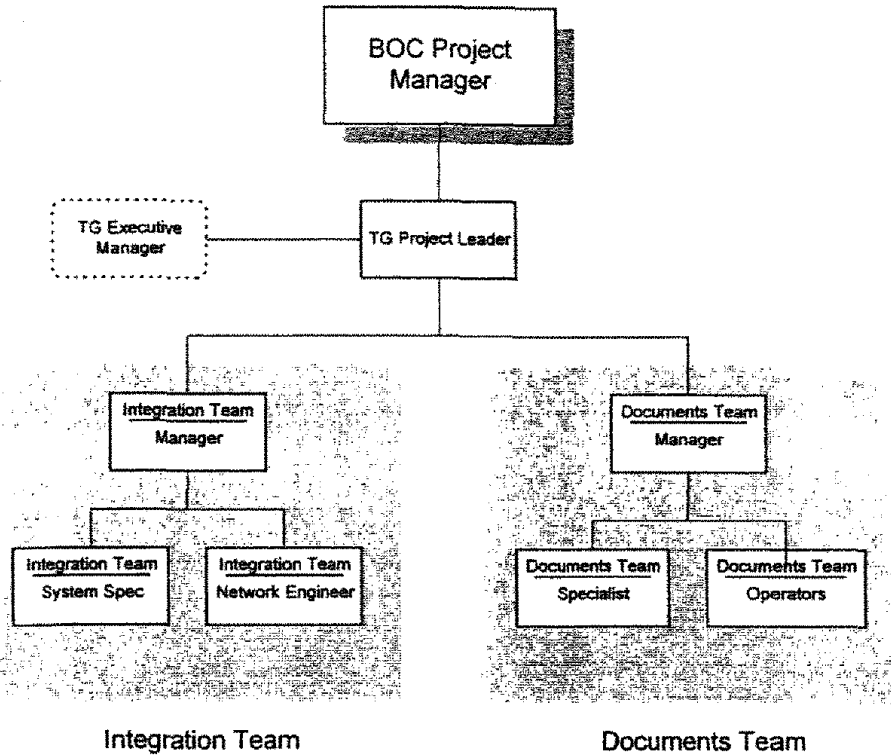 BOC Project
Manager
TG Executive
Manager
TG Project Leader
Integration Team
Manager
Documents Team
Manager
Integration Team
System Spec
Integration Team
Network Engineer
Documents Team
Specialist
Documents Team
Operators
Integration Team
Documents Team